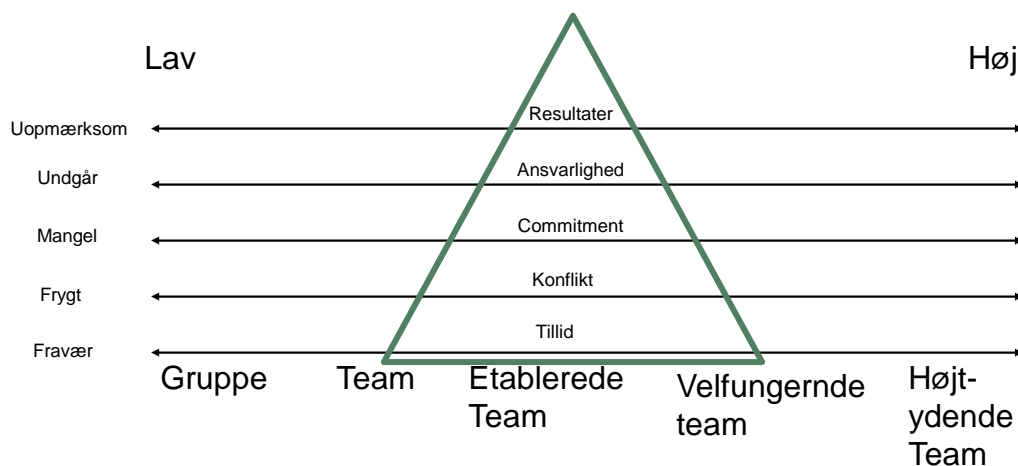 Lav
Høj
Resultater
Uopmærksom
Ansvarlighed
Undgår
Commitment
Mangel
Konflikt
Frygt
Tillid
Fravær
Gruppe
Team
Etablerede
Team
Velfungernde
team
Højt-
ydende
Team